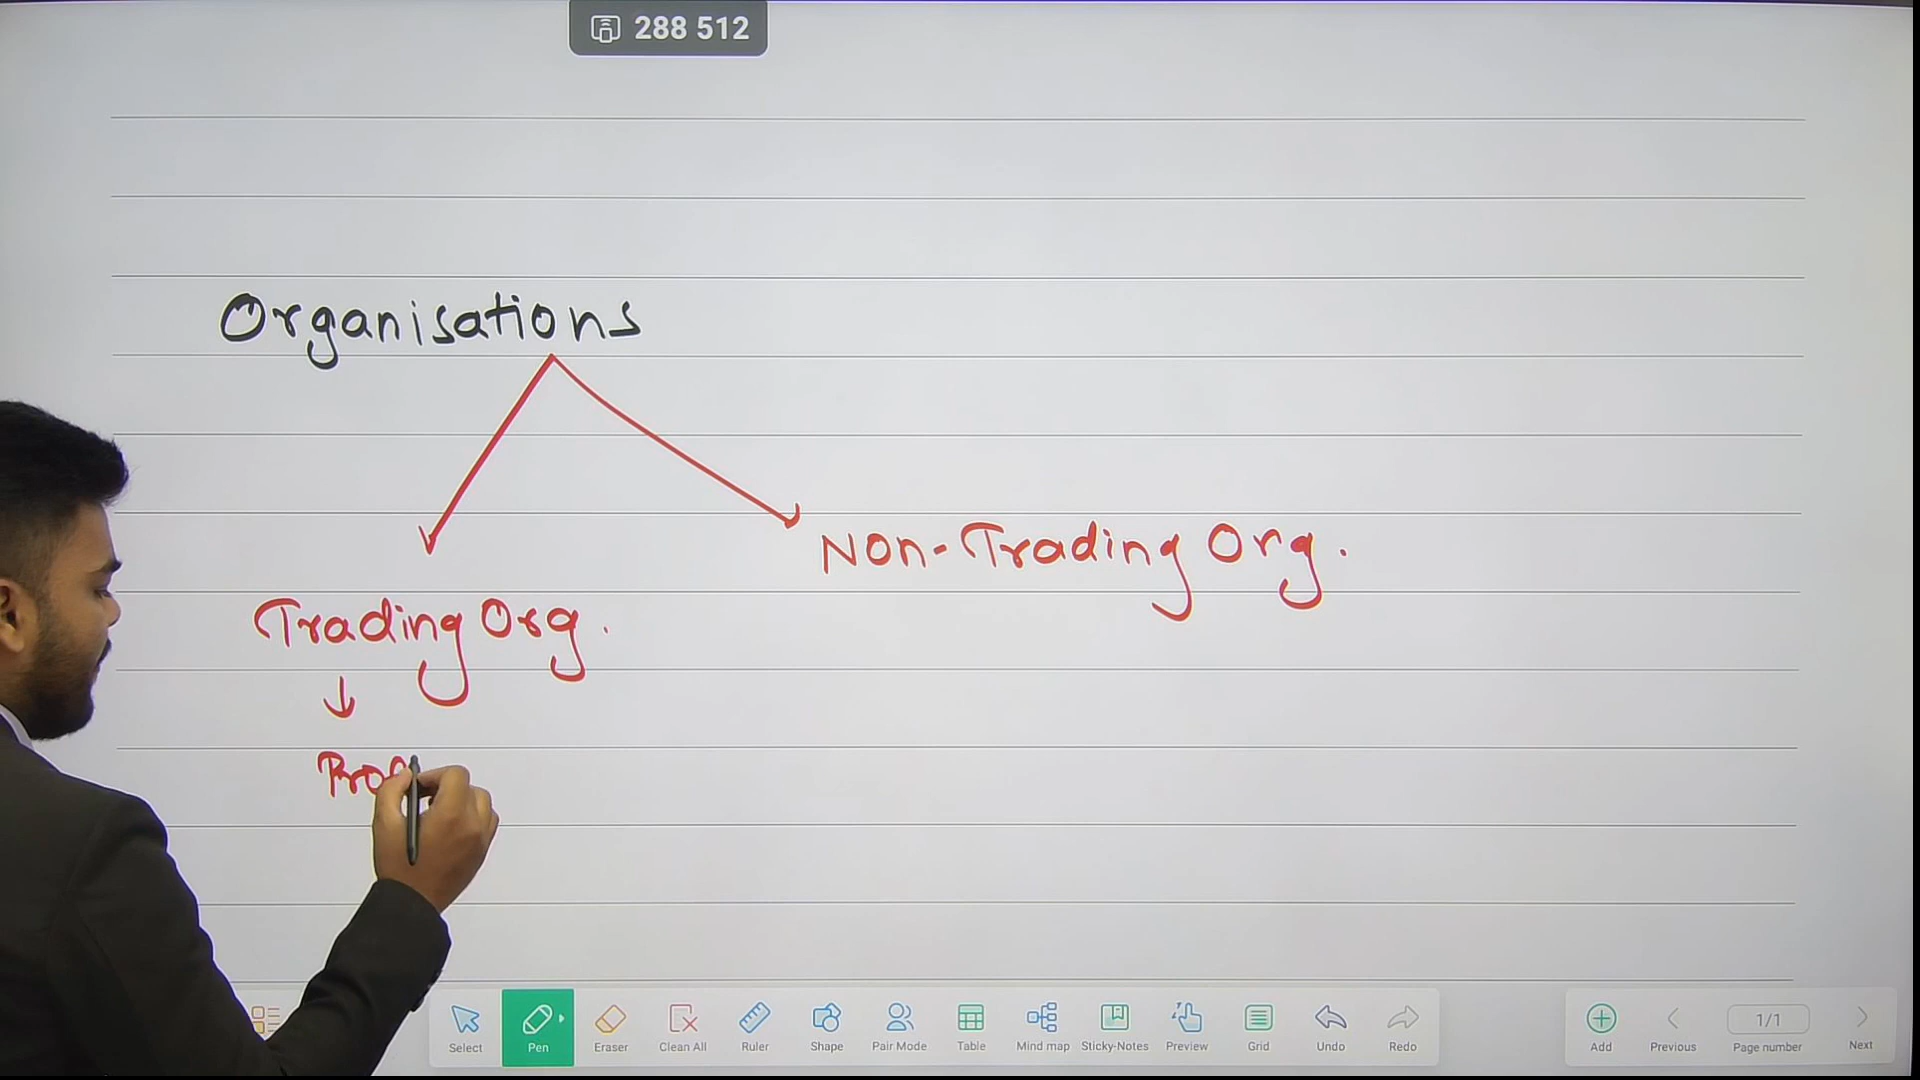 288 512
Organisations
Non-Trading Org.
Trading Org.
Select Pen Eraser Clean All Ruler Shape Pair Mode Table Mind map Sticky-Notes Preview Grid Undo Redo Add Previous 1/1 Page number Next